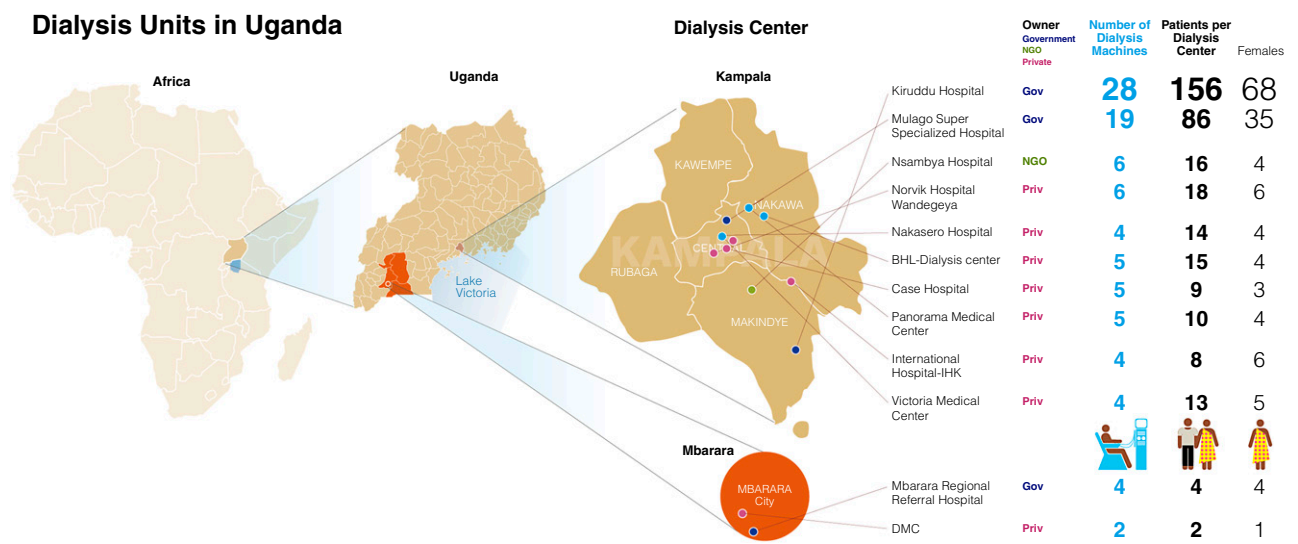 Dialysis Units in Uganda
Dialysis Center
Africa
Uganda
Kampala
Lake
Victoria
KAMPALA
KAWEMPE
NAKAWA
CENTRAL
RUBAGA
MAKINDYE
Mbarara
MBARARA
City
Owner
Government
NGO
Private
Number of
Dialysis
Machines
Patients per
Dialysis
Center
Females
Kiruddu Hospital Gov 28 156 68
Mulago Super
Specialized Hospital Gov 19 86 35
Nsambya Hospital NGO 6 16 4
Norvik Hospital
Wandegeya Priv 6 18 6
Nakasero Hospital Priv 4 14 4
BHL-Dialysis center Priv 5 15 4
Case Hospital Priv 5 9 3
Panorama Medical
Center Priv 5 10 4
International
Hospital-IHK Priv 4 8 6
Victoria Medical
Center Priv 4 13 5
Mbarara Regional
Referral Hospital Gov 4 4 4
DMC Priv 2 2 1